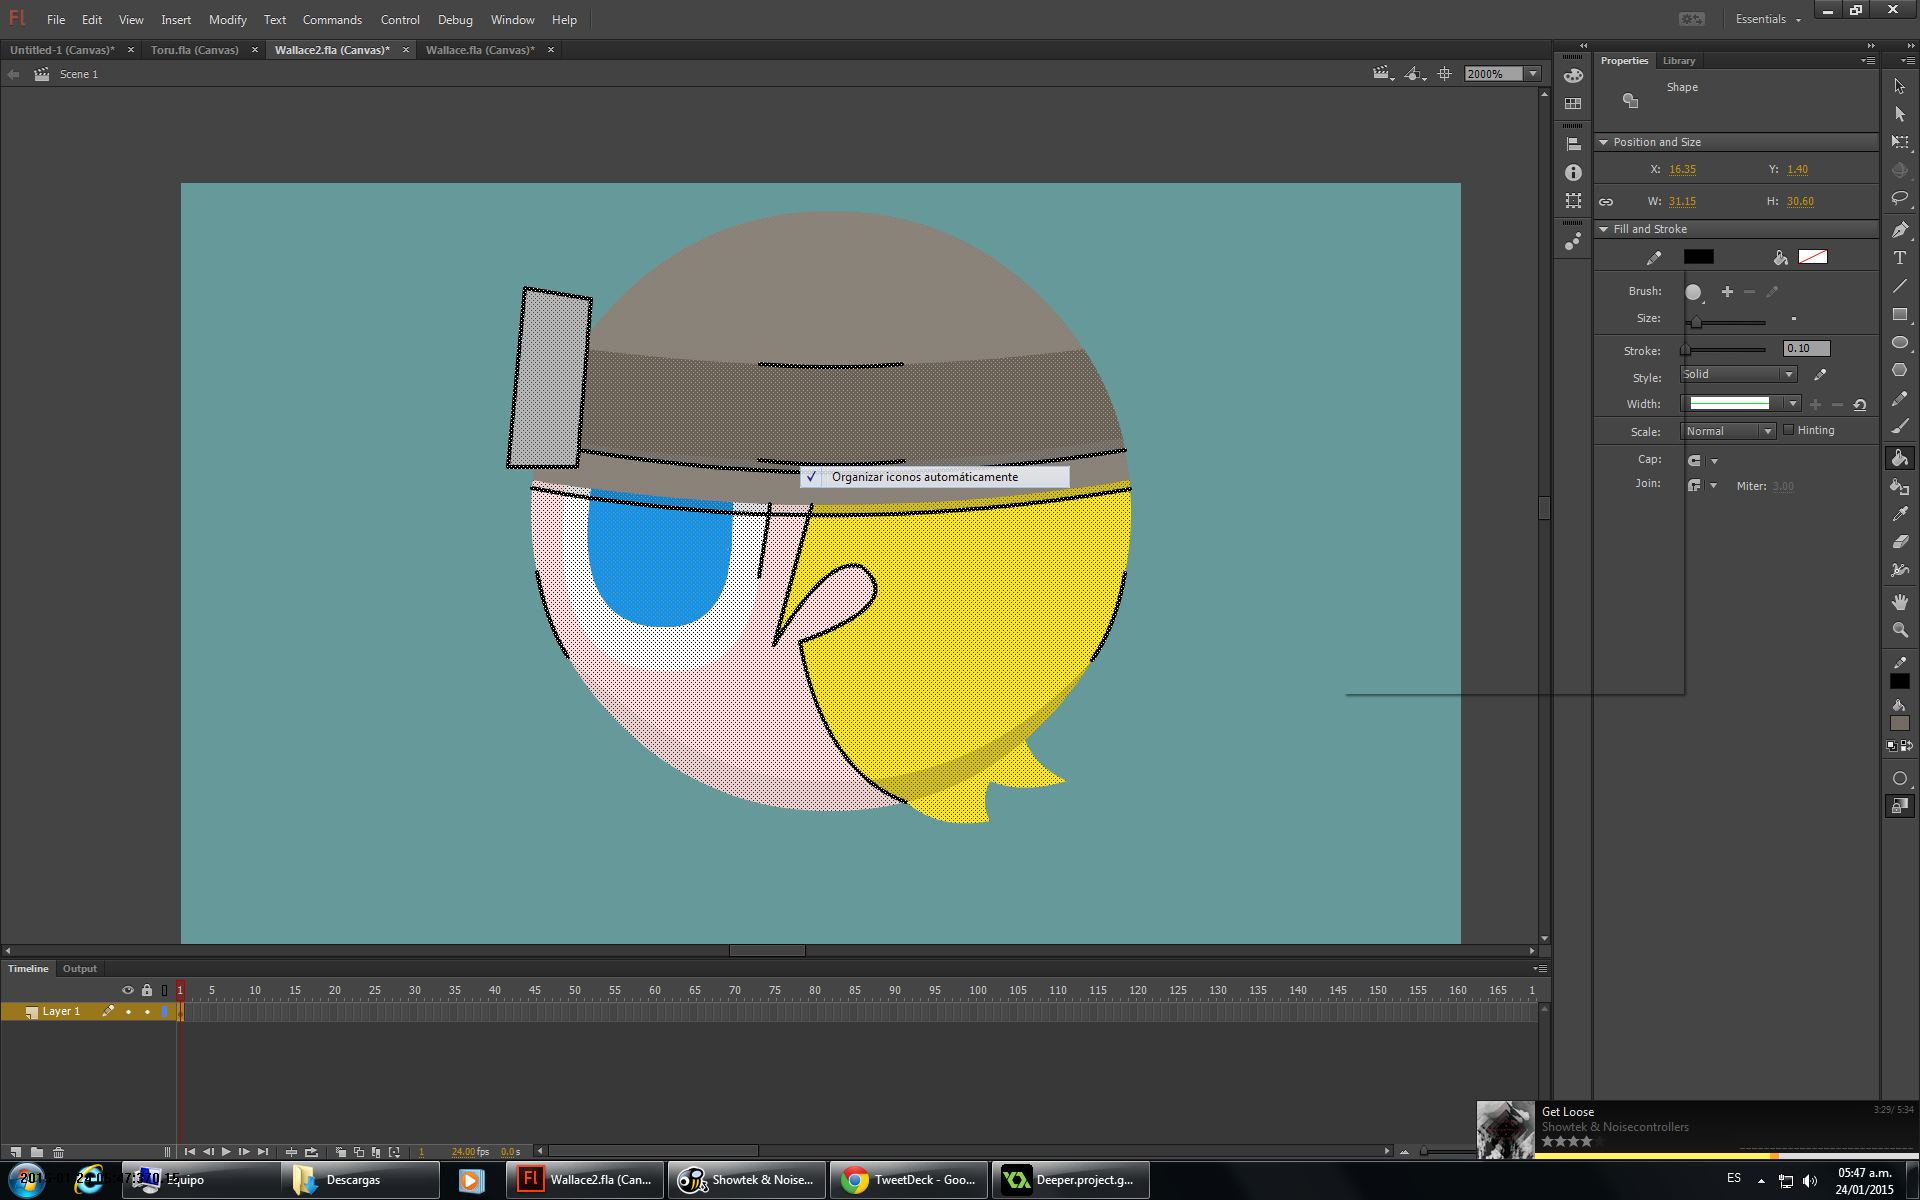 Fl File Edit View Insert Modify Text Commands Control Debug Window Help
Essentials
Untitled-1 (Canvas)* × Toru.fla (Canvas) × Wallace2.fla (Canvas)* × Wallace.fla (Canvas)* ×
Scene 1
2000%
Properties Library
Shape
Position and Size
X: 16.35 Y: 1.40
W: 31.15 H: 30.60
Fill and Stroke
Brush:
Size:
Stroke: 0.10
Style: Solid
Width:
Scale: Normal Hinting
Cap:
Join: Miter: 3.00
✓ Organizar iconos automáticamente
Timeline Output
1 5 10 15 20 25 30 35 40 45 50 55 60 65 70 75 80 85 90 95 100 105 110 115 120 125 130 135 140 145 150 155 160 165 1
Layer 1
1 24.00 fps 0.0 s
Get Loose 3:29/ 5:34
Showtek & Noisecontrollers
Equipo
Descargas
Fl Wallace2.fla (Can...
Showtek & Noise...
TweetDeck - Goo...
Deeper.project.g...
ES
05:47 a.m.
24/01/2015